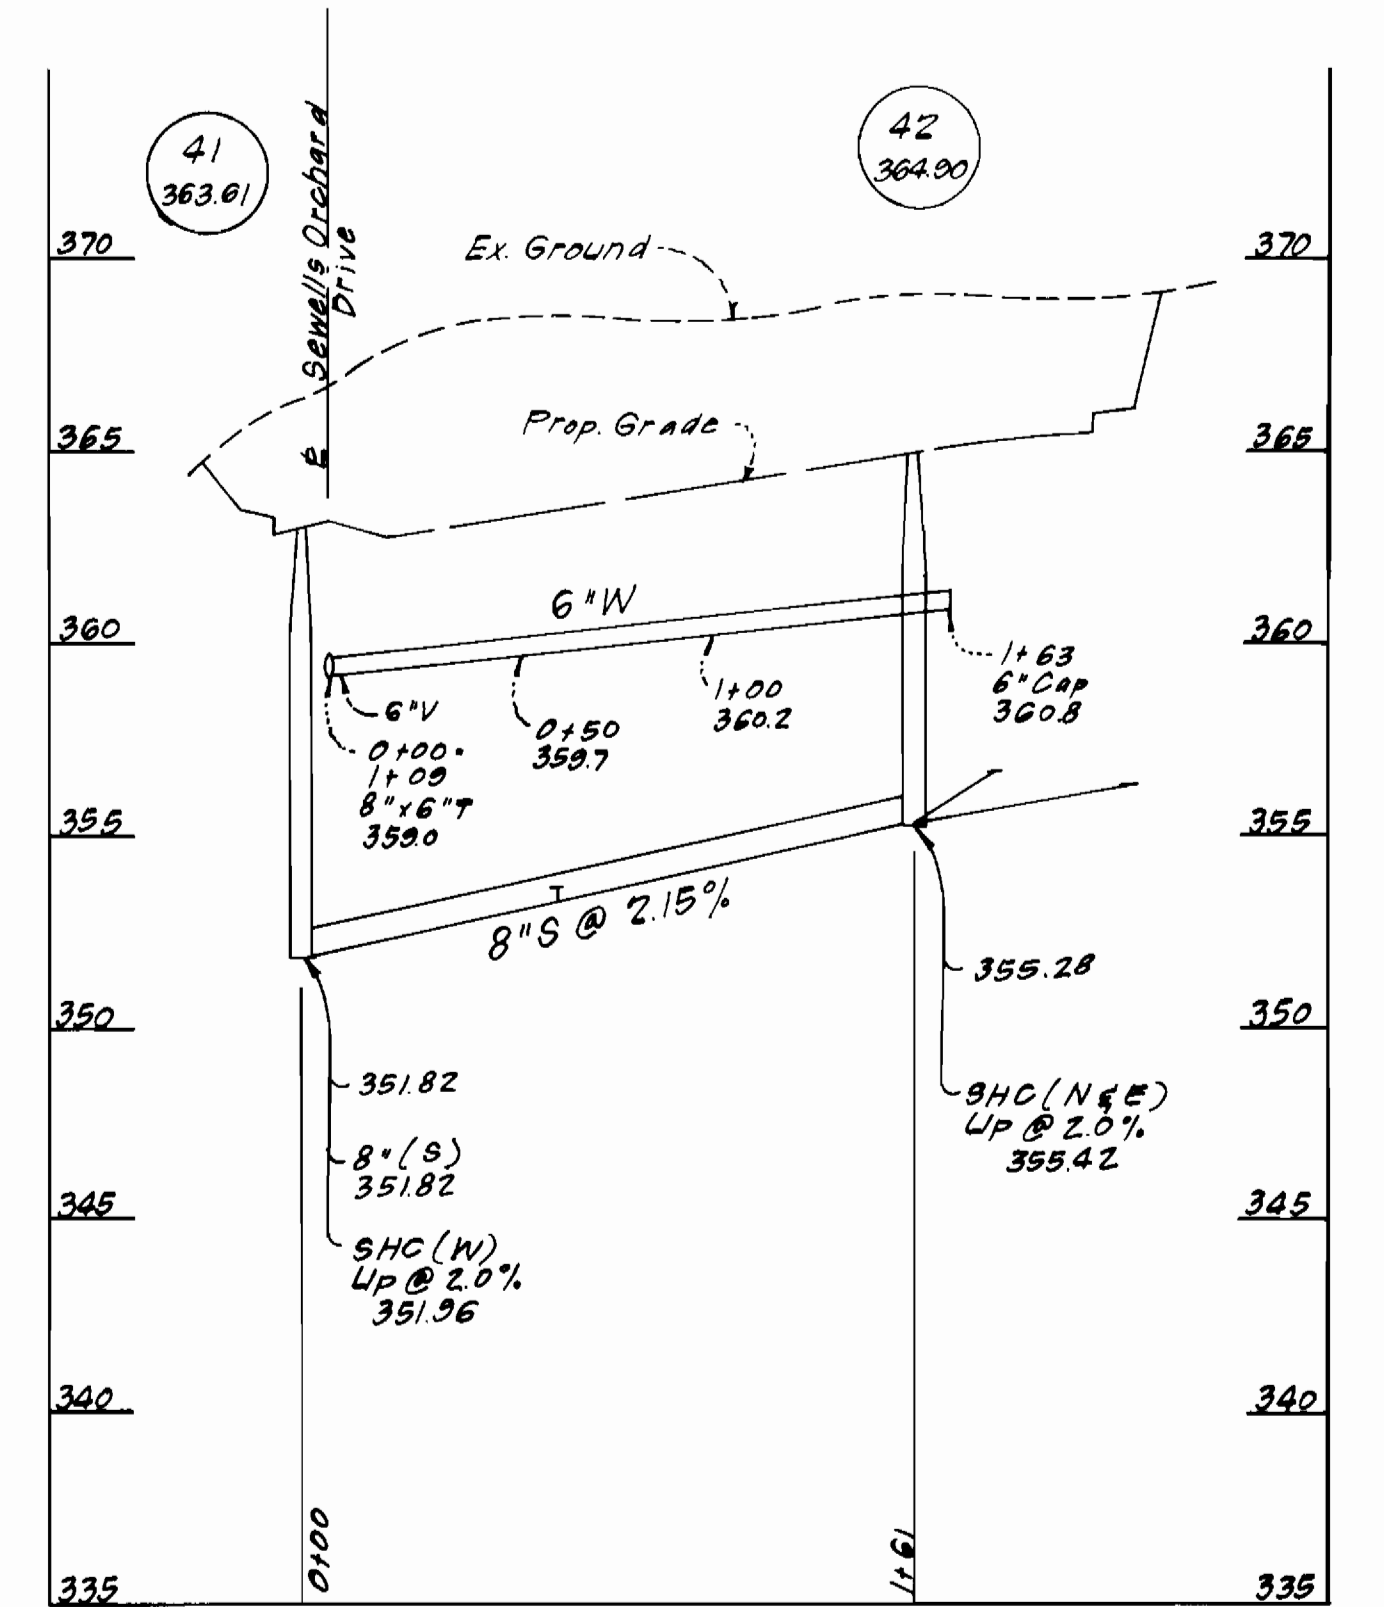 41
363.61
42
364.90
Sewells Orchard
Drive
370
370
Ex. Ground
Prop. Grade
365
365
6"W
360
360
6"V
0+00=
1+09
8"x6"T
359.0
0+50
359.7
1+00
360.2
1+63
6"Cap
360.8
355
355
8"S @ 2.15%
355.28
350
350
351.82
8"(S)
351.82
SHC (N & E)
Up @ 2.0%
355.42
345
345
SHC (W)
Up @ 2.0%
351.96
340
340
0+00
1+61
335
335